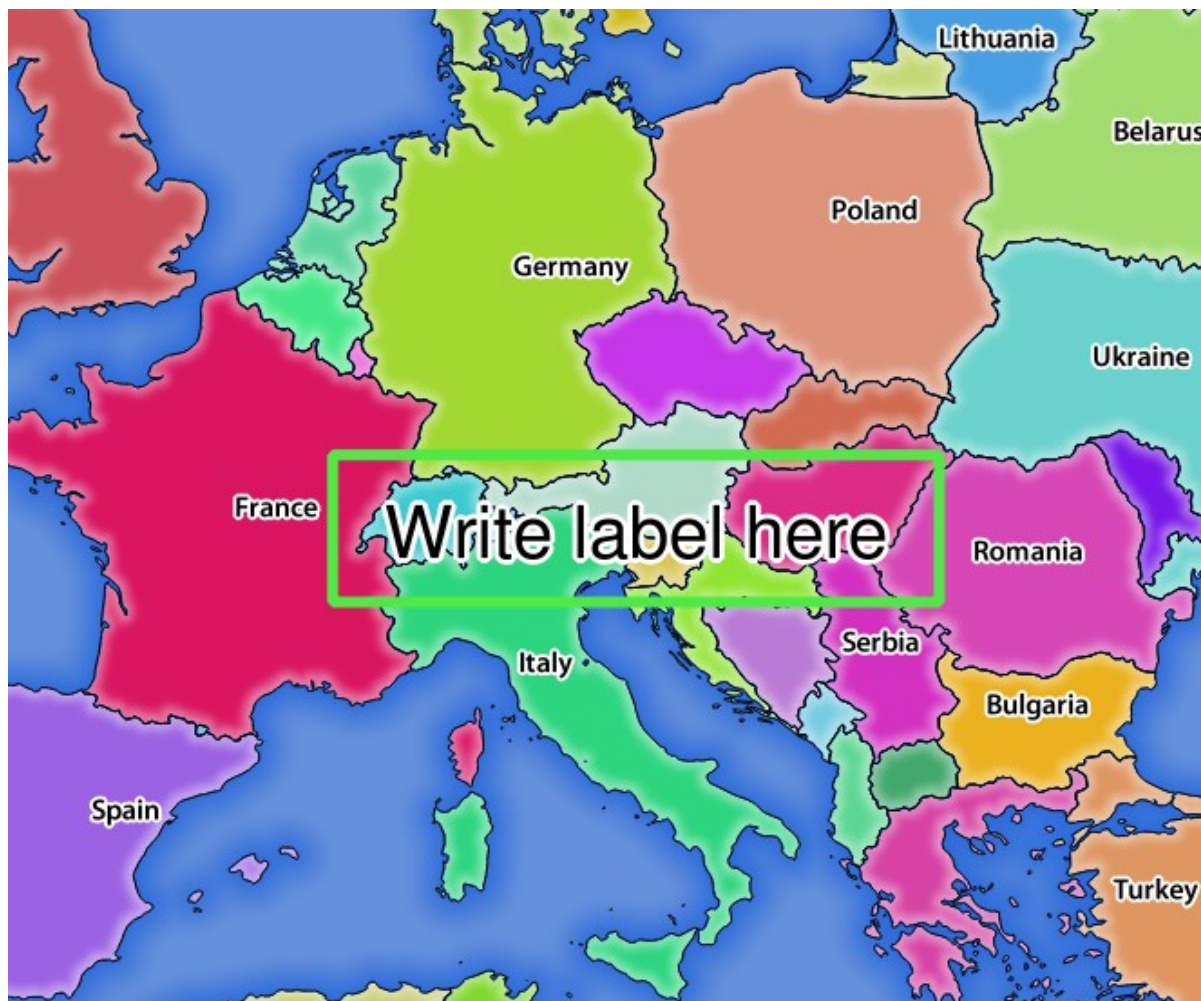 Lithuania
Belarus
Poland
Germany
Ukraine
France
Write label here
Romania
Serbia
Italy
Bulgaria
Spain
Turkey